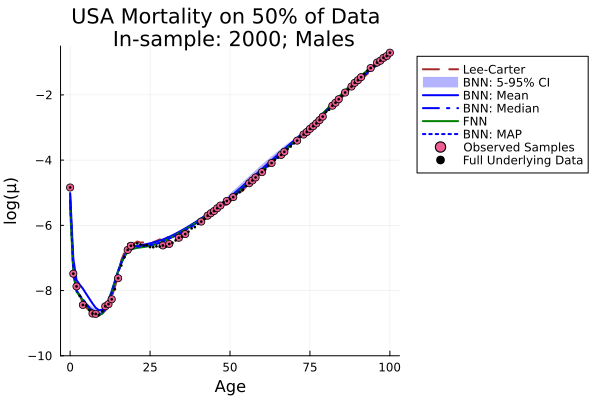 USA Mortality on 50% of Data
In-sample: 2000; Males
log(μ)
−2
−4
−6
−8
−10
0
25
50
75
100
Age
Lee-Carter
BNN: 5-95% CI
BNN: Mean
BNN: Median
FNN
BNN: MAP
Observed Samples
Full Underlying Data